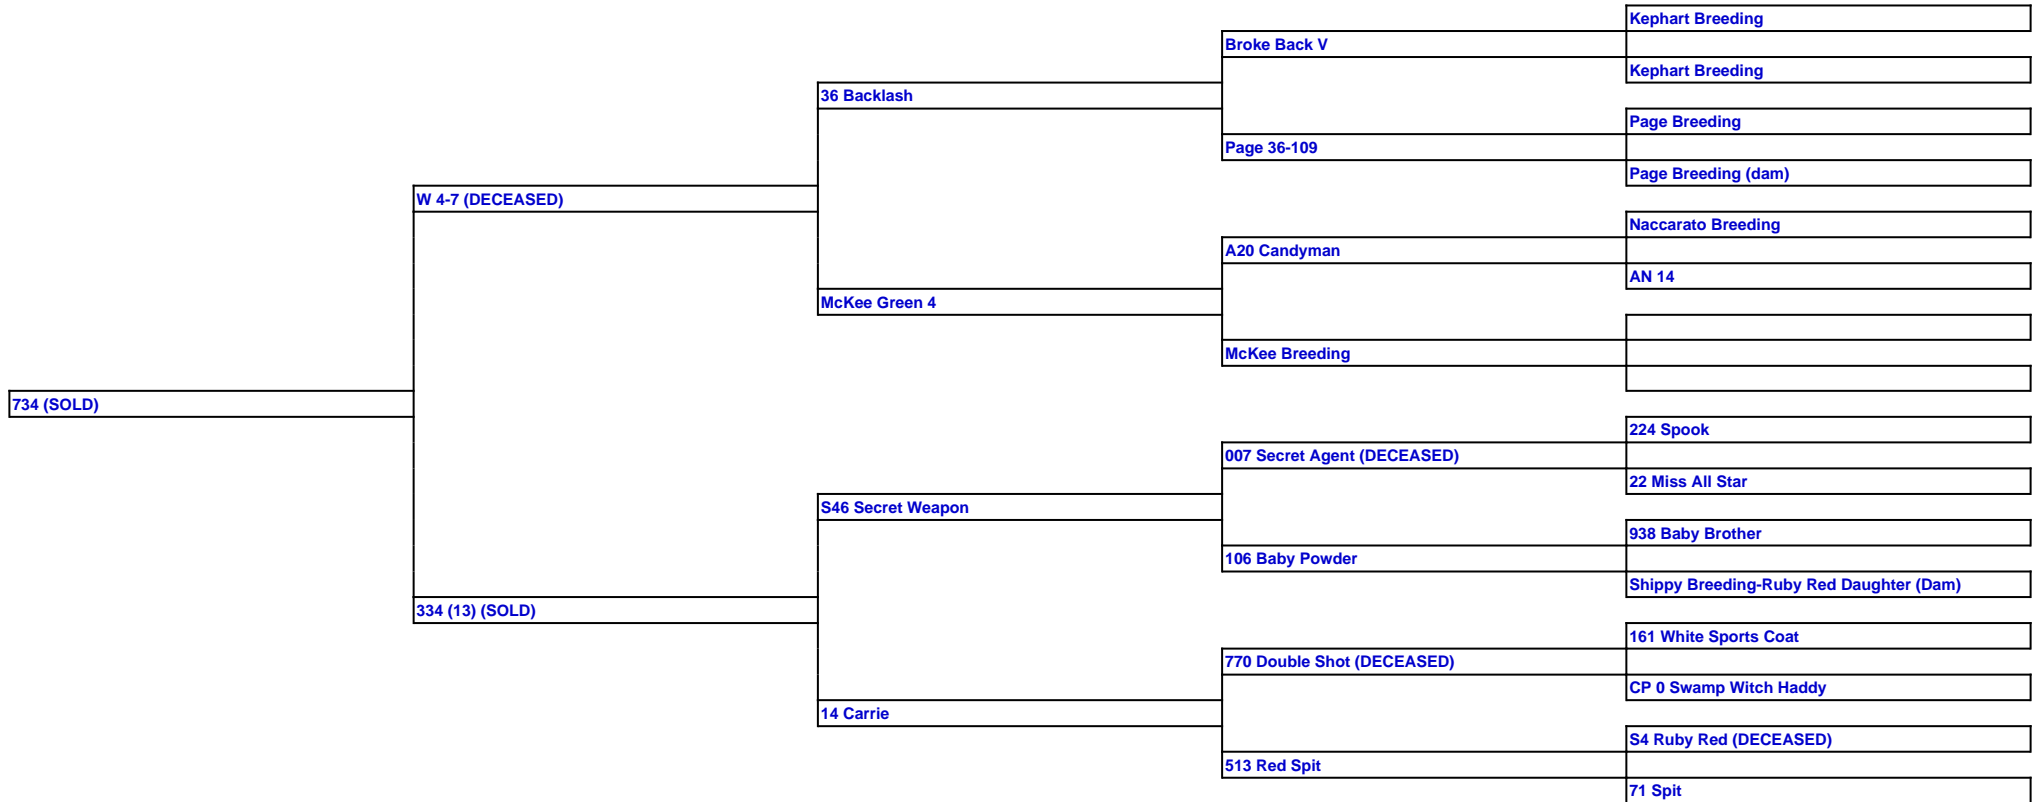 Kephart Breeding
Broke Back V
Kephart Breeding
36 Backlash
Page Breeding
Page 36-109
Page Breeding (dam)
W 4-7 (DECEASED)
Naccarato Breeding
A20 Candyman
AN 14
McKee Green 4
McKee Breeding
734 (SOLD)
224 Spook
007 Secret Agent (DECEASED)
22 Miss All Star
S46 Secret Weapon
938 Baby Brother
106 Baby Powder
Shippy Breeding-Ruby Red Daughter (Dam)
334 (13) (SOLD)
161 White Sports Coat
770 Double Shot (DECEASED)
CP 0 Swamp Witch Haddy
14 Carrie
S4 Ruby Red (DECEASED)
513 Red Spit
71 Spit